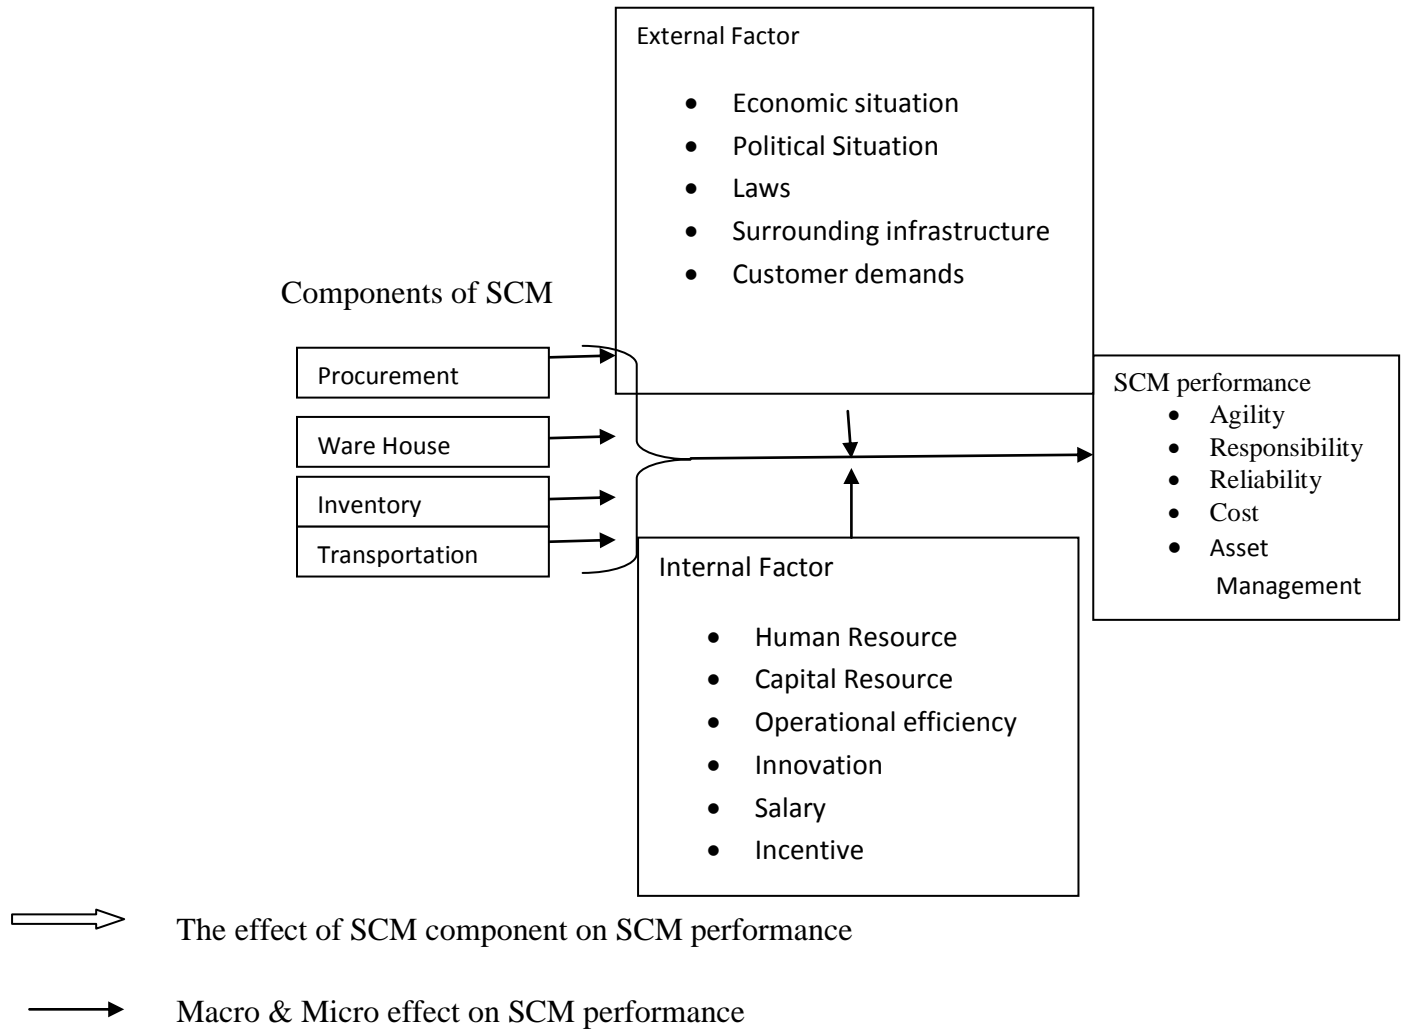 External Factor
• Economic situation
• Political Situation
• Laws
• Surrounding infrastructure
• Customer demands
Components of SCM
Procurement
Ware House
Inventory
Transportation
SCM performance
• Agility
• Responsibility
• Reliability
• Cost
• Asset
Management
Internal Factor
• Human Resource
• Capital Resource
• Operational efficiency
• Innovation
• Salary
• Incentive
The effect of SCM component on SCM performance
Macro & Micro effect on SCM performance